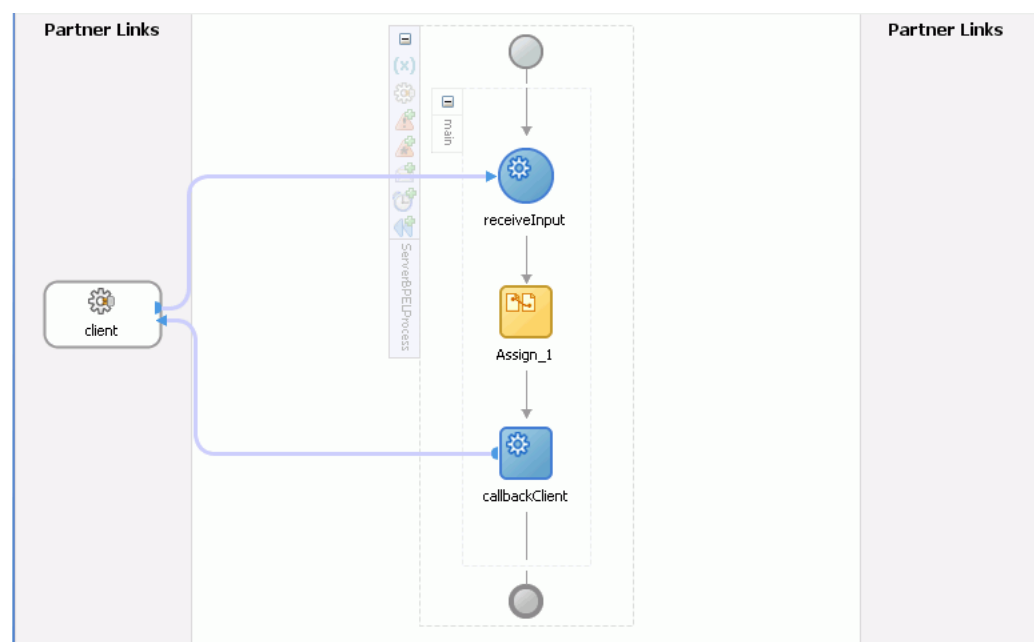 Partner Links
Partner Links
(x)
main
receiveInput
ServerBPELProcess
client
Assign_1
callbackClient